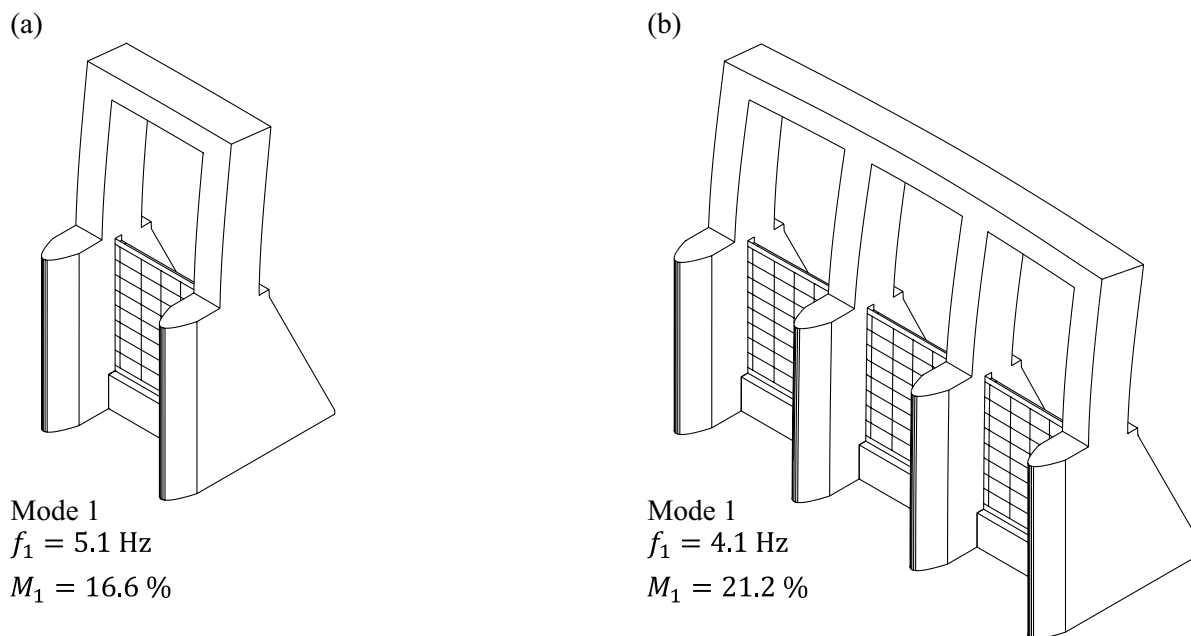 (a)
Mode 1
f₁ = 5.1 Hz
M₁ = 16.6 %
(b)
Mode 1
f₁ = 4.1 Hz
M₁ = 21.2 %